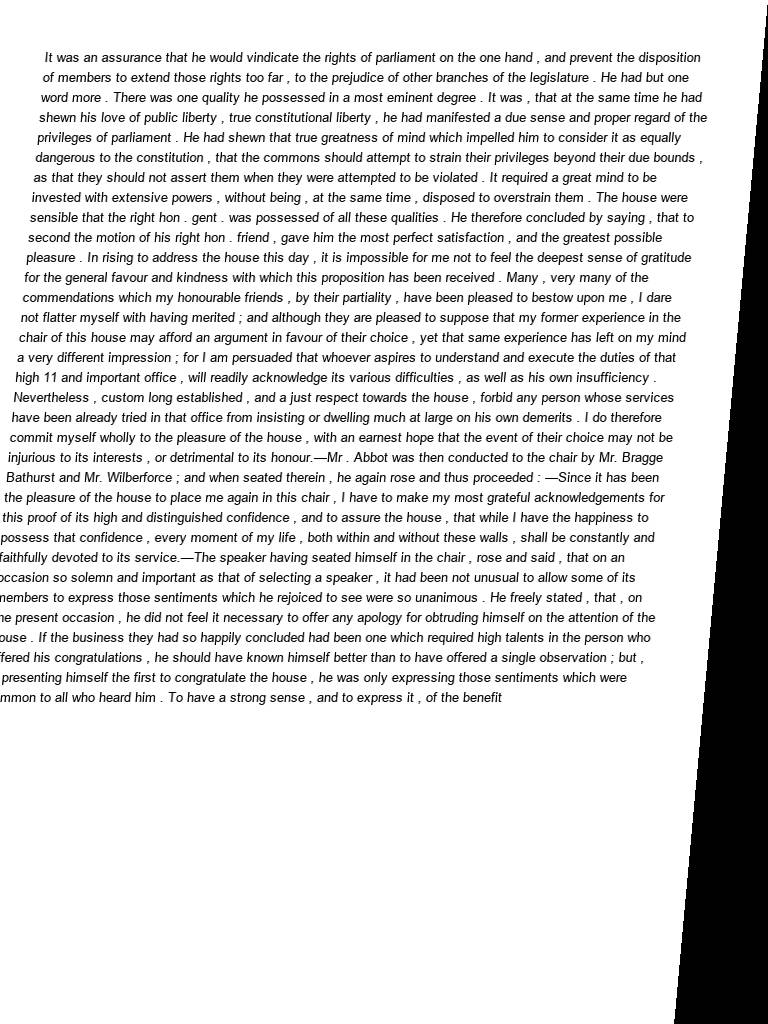 It was an assurance that he would vindicate the rights of parliament on the one hand , and prevent the disposition
of members to extend those rights too far , to the prejudice of other branches of the legislature . He had but one
word more . There was one quality he possessed in a most eminent degree . It was , that at the same time he had
shewn his love of public liberty , true constitutional liberty , he had manifested a due sense and proper regard of the
privileges of parliament . He had shewn that true greatness of mind which impelled him to consider it as equally
dangerous to the constitution , that the commons should attempt to strain their privileges beyond their due bounds ,
as that they should not assert them when they were attempted to be violated . It required a great mind to be
invested with extensive powers , without being , at the same time , disposed to overstrain them . The house were
sensible that the right hon . gent . was possessed of all these qualities . He therefore concluded by saying , that to
second the motion of his right hon . friend , gave him the most perfect satisfaction , and the greatest possible
pleasure . In rising to address the house this day , it is impossible for me not to feel the deepest sense of gratitude
for the general favour and kindness with which this proposition has been received . Many , very many of the
commendations which my honourable friends , by their partiality , have been pleased to bestow upon me , I dare
not flatter myself with having merited ; and although they are pleased to suppose that my former experience in the
chair of this house may afford an argument in favour of their choice , yet that same experience has left on my mind
a very different impression ; for I am persuaded that whoever aspires to understand and execute the duties of that
high 11 and important office , will readily acknowledge its various difficulties , as well as his own insufficiency .
Nevertheless , custom long established , and a just respect towards the house , forbid any person whose services
have been already tried in that office from insisting or dwelling much at large on his own demerits . I do therefore
commit myself wholly to the pleasure of the house , with an earnest hope that the event of their choice may not be
injurious to its interests , or detrimental to its honour.—Mr . Abbot was then conducted to the chair by Mr. Bragge
Bathurst and Mr. Wilberforce ; and when seated therein , he again rose and thus proceeded : —Since it has been
the pleasure of the house to place me again in this chair , I have to make my most grateful acknowledgements for
this proof of its high and distinguished confidence , and to assure the house , that while I have the happiness to
possess that confidence , every moment of my life , both within and without these walls , shall be constantly and
faithfully devoted to its service.—The speaker having seated himself in the chair , rose and said , that on an
occasion so solemn and important as that of selecting a speaker , it had been not unusual to allow some of its
members to express those sentiments which he rejoiced to see were so unanimous . He freely stated , that , on
he present occasion , he did not feel it necessary to offer any apology for obtruding himself on the attention of the
ouse . If the business they had so happily concluded had been one which required high talents in the person who
ffered his congratulations , he should have known himself better than to have offered a single observation ; but ,
presenting himself the first to congratulate the house , he was only expressing those sentiments which were
mmon to all who heard him . To have a strong sense , and to express it , of the benefit